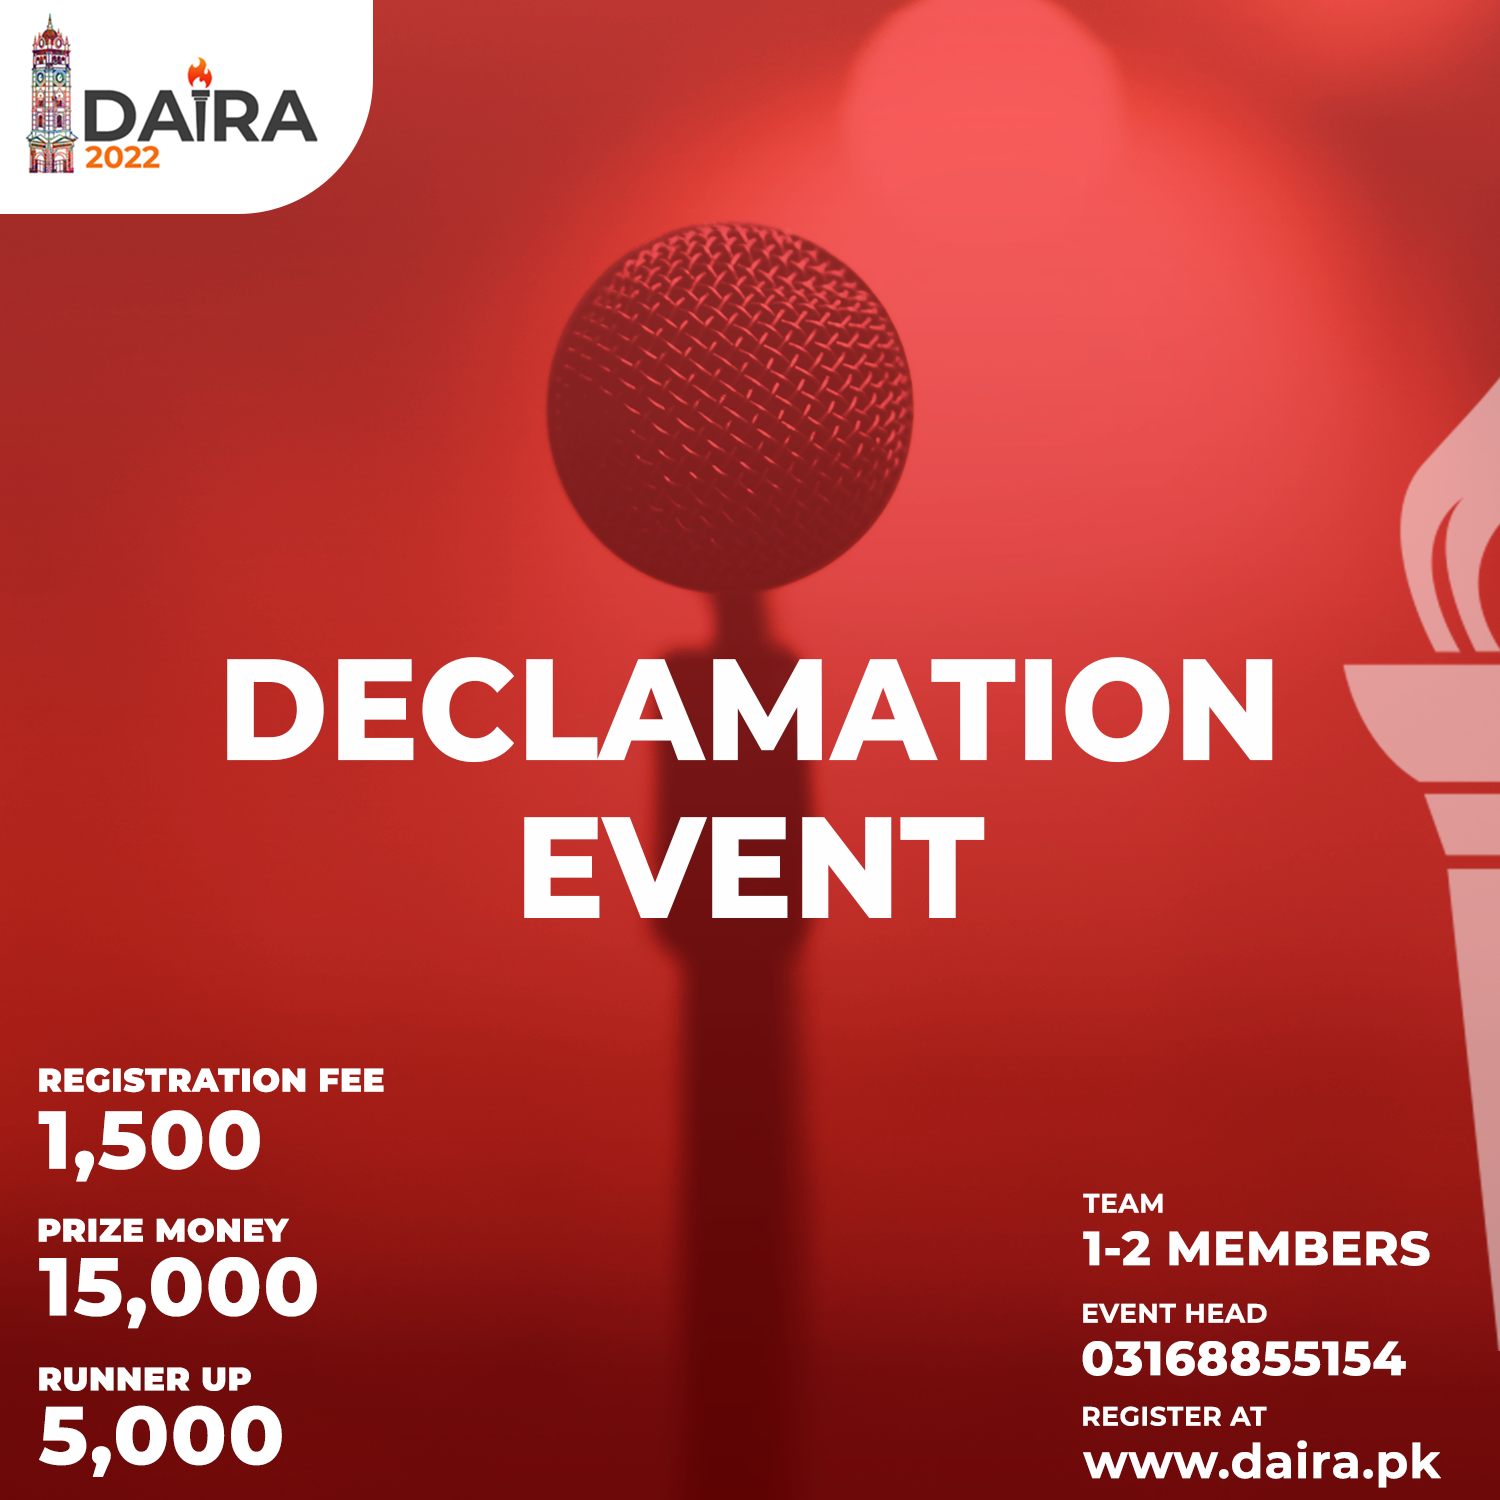 DAIRA
2022
DECLAMATION
EVENT
REGISTRATION FEE
1,500
PRIZE MONEY
15,000
RUNNER UP
5,000
TEAM
1-2 MEMBERS
EVENT HEAD
03168855154
REGISTER AT
www.daira.pk